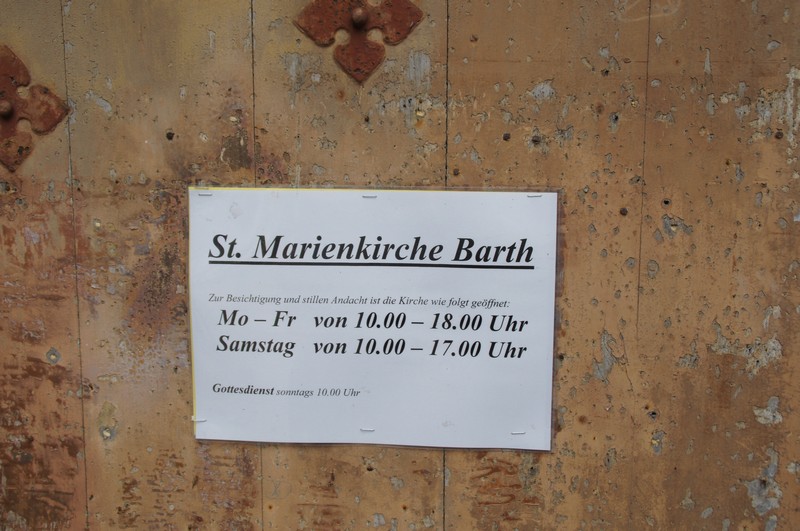 St. Marienkirche Barth
Zur Besichtigung und stillen Andacht ist die Kirche wie folgt geöffnet:
Mo – Fr von 10.00 – 18.00 Uhr
Samstag von 10.00 – 17.00 Uhr
Gottesdienst sonntags 10.00 Uhr